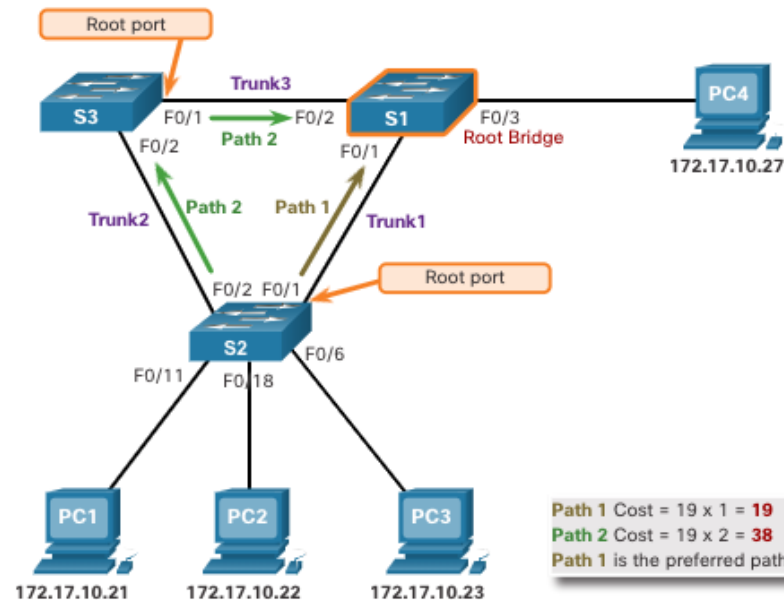 Root port
Trunk3
S3
S1
PC4
F0/1
F0/2
F0/3
Path 2
Root Bridge
F0/2
F0/1
172.17.10.27
Path 2
Path 1
Trunk2
Trunk1
F0/2 F0/1
Root port
S2
F0/6
F0/11
F0/18
PC1
PC2
PC3
Path 1 Cost = 19 x 1 = 19
Path 2 Cost = 19 x 2 = 38
Path 1 is the preferred path
172.17.10.21
172.17.10.22
172.17.10.23